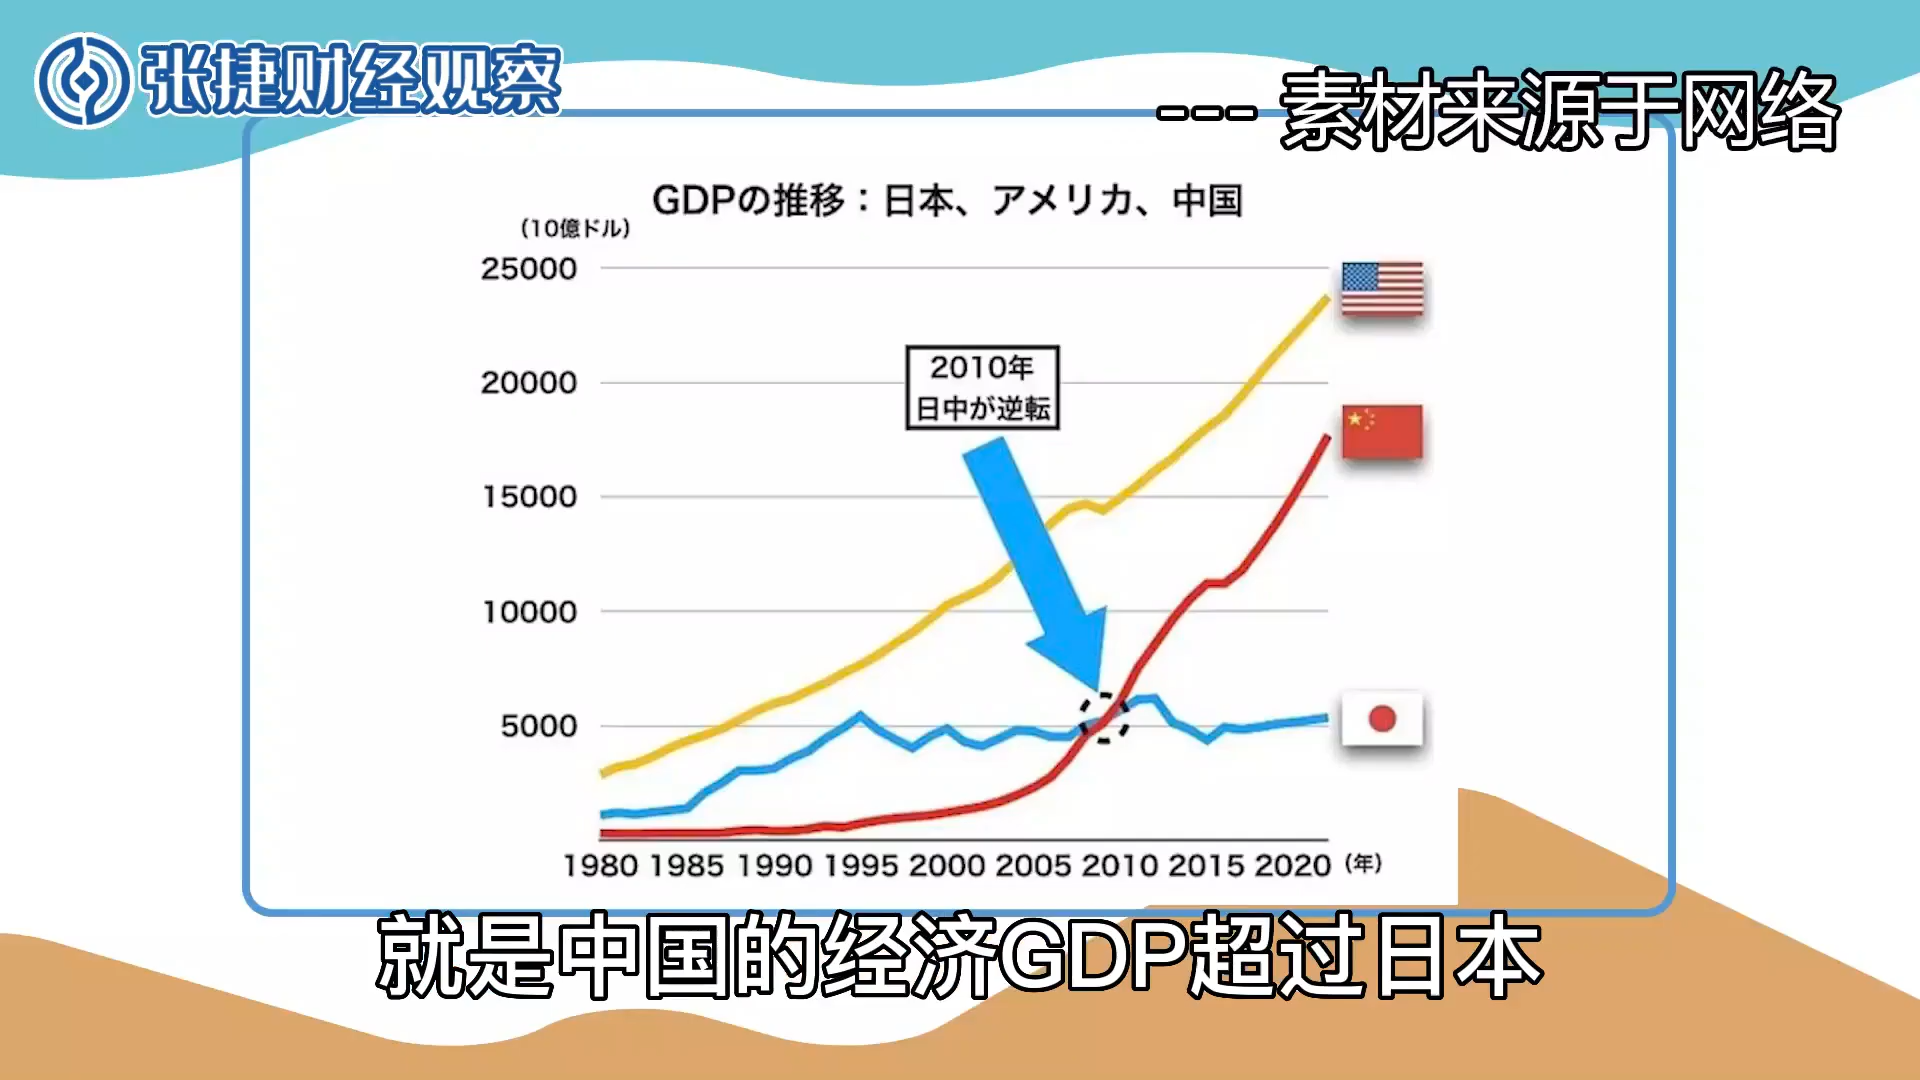 张捷财经观察
--- 素材来源于网络
GDPの推移：日本、アメリカ、中国
（10億ドル）
25000
20000
15000
10000
5000
2010年
日中が逆転
1980 1985 1990 1995 2000 2005 2010 2015 2020（年）
就是中国的经济GDP超过日本